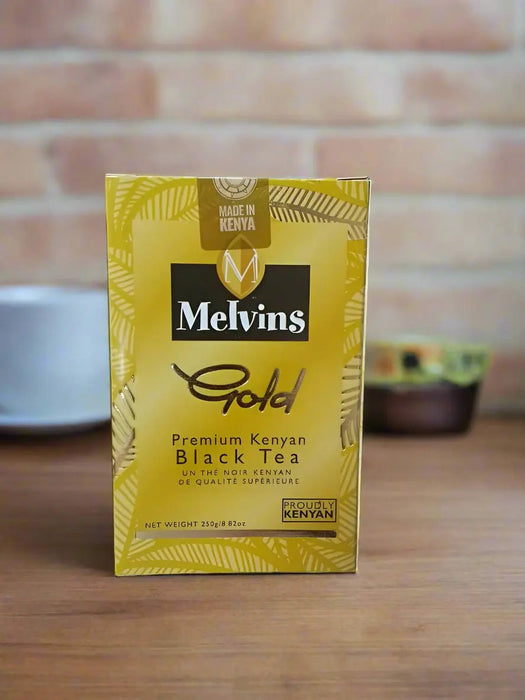 MADE IN
KENYA
M
Melvins
Gold
Premium Kenyan
Black Tea
UN THÉ NOIR KENYAN
DE QUALITÉ SUPÉRIEURE
PROUDLY
KENYAN
NET WEIGHT 250g/8.82oz